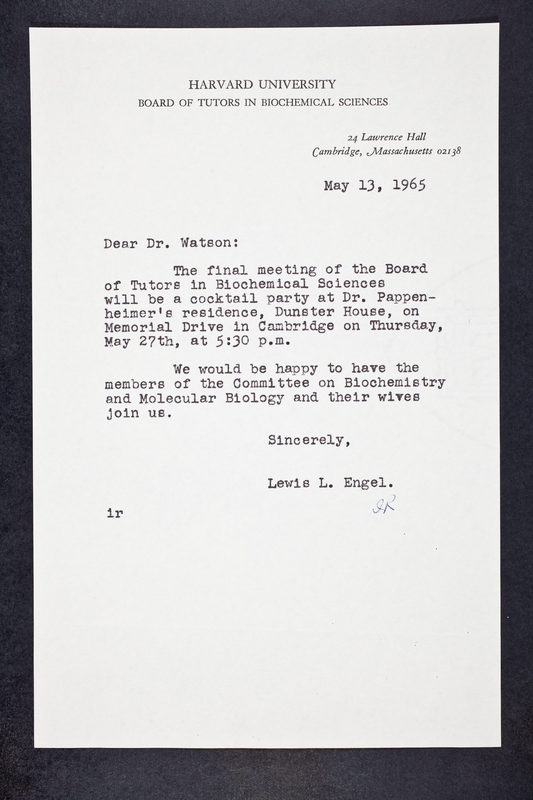 HARVARD UNIVERSITY
BOARD OF TUTORS IN BIOCHEMICAL SCIENCES
24 Lawrence Hall
Cambridge, Massachusetts 02138
May 13, 1965
Dear Dr. Watson:
The final meeting of the Board
of Tutors in Biochemical Sciences
will be a cocktail party at Dr. Pappen-
heimer's residence, Dunster House, on
Memorial Drive in Cambridge on Thursday,
May 27th, at 5:30 p.m.
We would be happy to have the
members of the Committee on Biochemistry
and Molecular Biology and their wives
join us.
Sincerely,
Lewis L. Engel.
ir